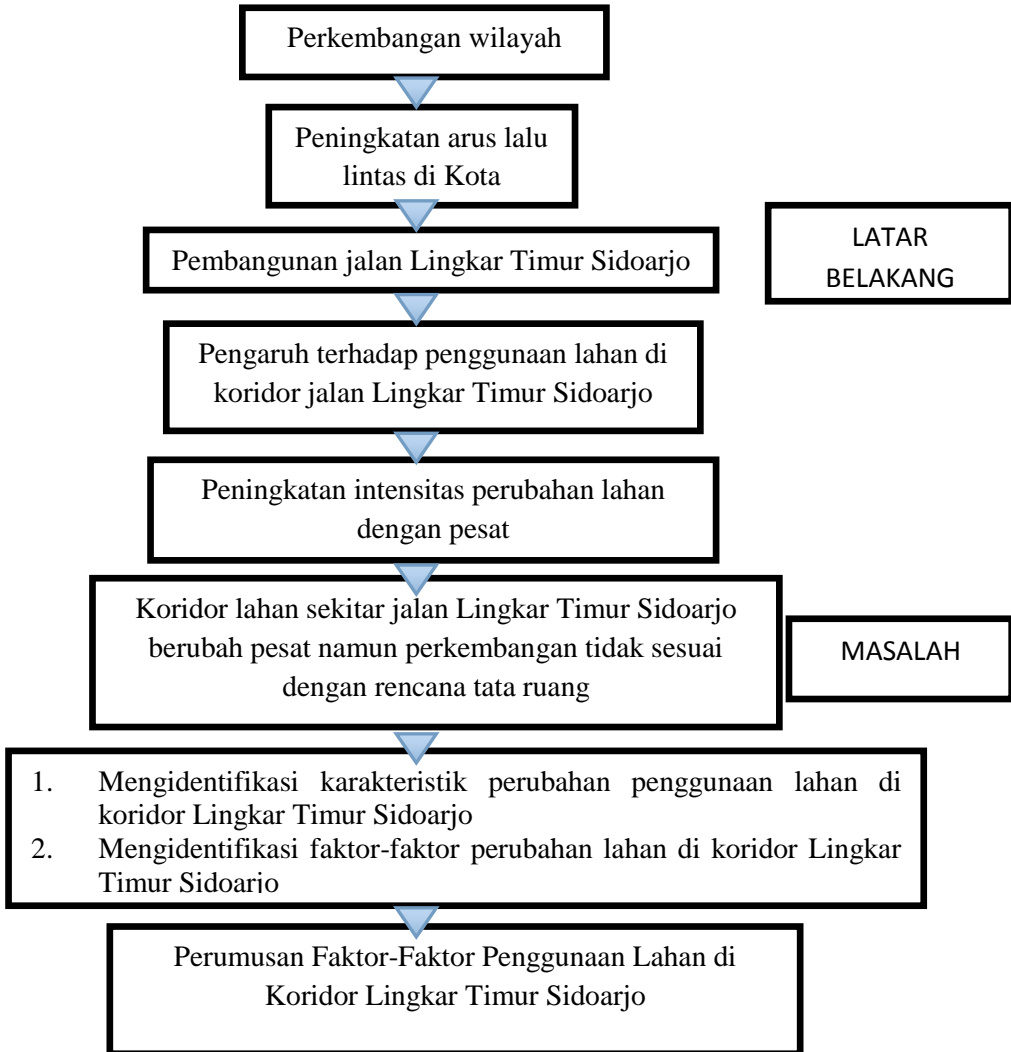 Perkembangan wilayah
Peningkatan arus lalu
lintas di Kota
Pembangunan jalan Lingkar Timur Sidoarjo
LATAR
BELAKANG
Pengaruh terhadap penggunaan lahan di
koridor jalan Lingkar Timur Sidoarjo
Peningkatan intensitas perubahan lahan
dengan pesat
Koridor lahan sekitar jalan Lingkar Timur Sidoarjo
berubah pesat namun perkembangan tidak sesuai
dengan rencana tata ruang
MASALAH
1. Mengidentifikasi karakteristik perubahan penggunaan lahan di
koridor Lingkar Timur Sidoarjo
2. Mengidentifikasi faktor-faktor perubahan lahan di koridor Lingkar
Timur Sidoarjo
Perumusan Faktor-Faktor Penggunaan Lahan di
Koridor Lingkar Timur Sidoarjo